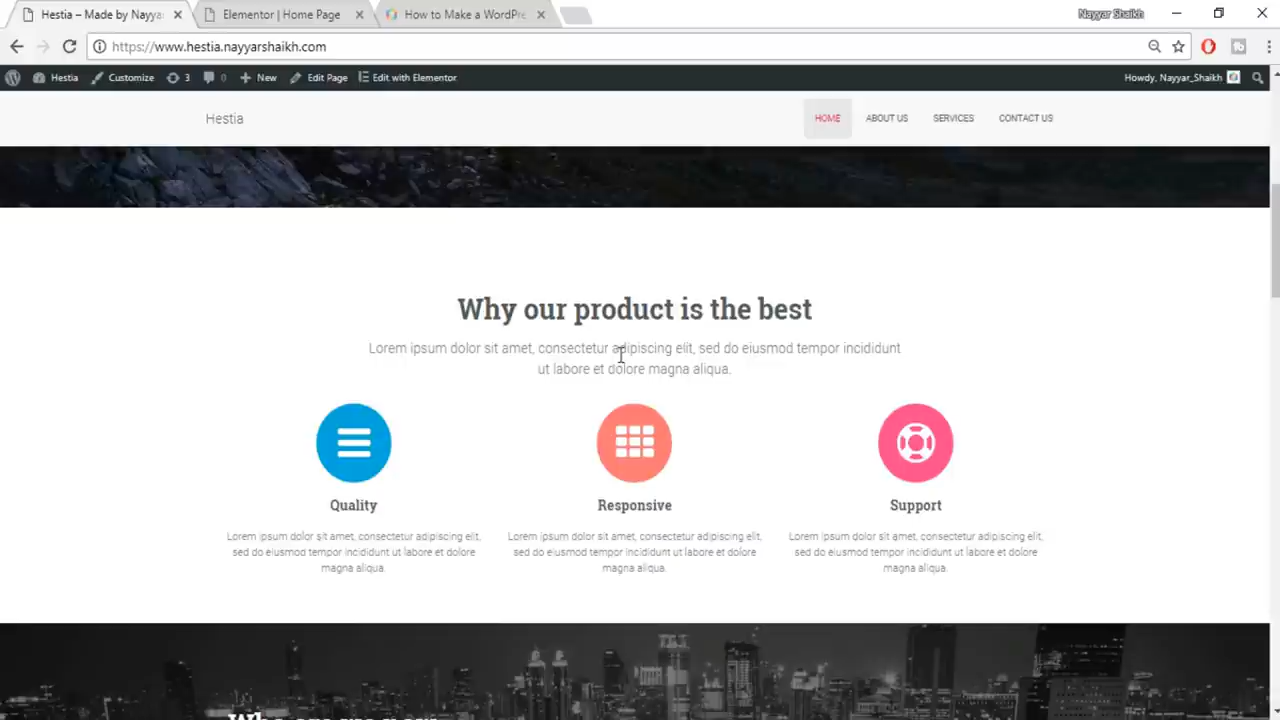 Hestia – Made by Nayya
Elementor | Home Page
How to Make a WordPre
Nayyar Shaikh
https://www.hestia.nayyarshaikh.com
Hestia
Customize
3
0
New
Edit Page
Edit with Elementor
Howdy, Nayyar_Shaikh
Hestia
HOME
ABOUT US
SERVICES
CONTACT US
Why our product is the best
Lorem ipsum dolor sit amet, consectetur adipiscing elit, sed do eiusmod tempor incididunt
ut labore et dolore magna aliqua.
Quality
Lorem ipsum dolor sit amet, consectetur adipiscing elit,
sed do eiusmod tempor incididunt ut labore et dolore
magna aliqua.
Responsive
Lorem ipsum dolor sit amet, consectetur adipiscing elit,
sed do eiusmod tempor incididunt ut labore et dolore
magna aliqua.
Support
Lorem ipsum dolor sit amet, consectetur adipiscing elit,
sed do eiusmod tempor incididunt ut labore et dolore
magna aliqua.